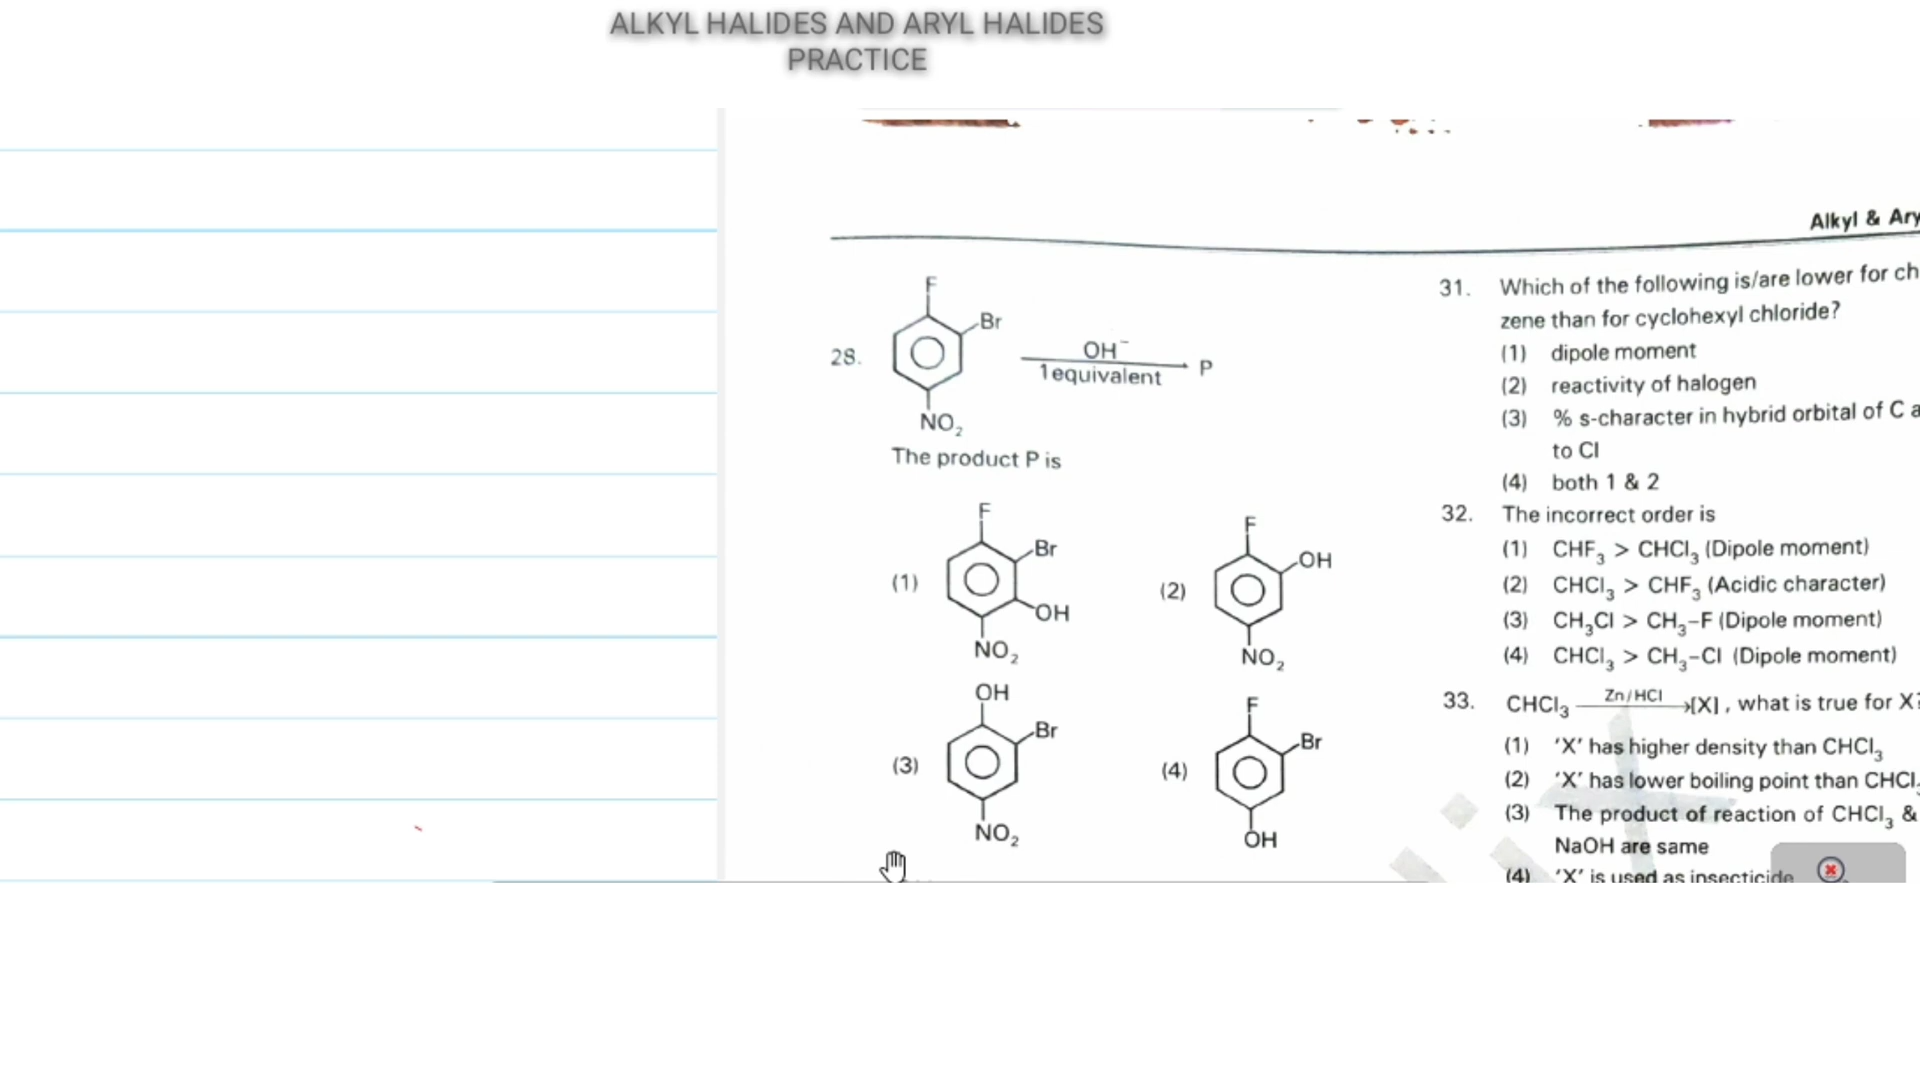 ALKYL HALIDES AND ARYL HALIDES
PRACTICE
Alkyl & Ary
28.
F
Br
NO₂
OH⁻
1equivalent
P
The product P is
(1)
F
Br
OH
NO₂
(2)
F
OH
NO₂
(3)
OH
Br
NO₂
(4)
F
Br
OH
31. Which of the following is/are lower for ch
zene than for cyclohexyl chloride?
(1) dipole moment
(2) reactivity of halogen
(3) % s-character in hybrid orbital of C a
to Cl
(4) both 1 & 2
32. The incorrect order is
(1) CHF₃ > CHCl₃ (Dipole moment)
(2) CHCl₃ > CHF₃ (Acidic character)
(3) CH₃Cl > CH₃–F (Dipole moment)
(4) CHCl₃ > CH₃–Cl (Dipole moment)
33. CHCl₃ Zn/HCl →[X] , what is true for X?
(1) ‘X’ has higher density than CHCl₃
(2) ‘X’ has lower boiling point than CHCl₃
(3) The product of reaction of CHCl₃ &
NaOH are same
(4) ‘X’ is used as insecticide